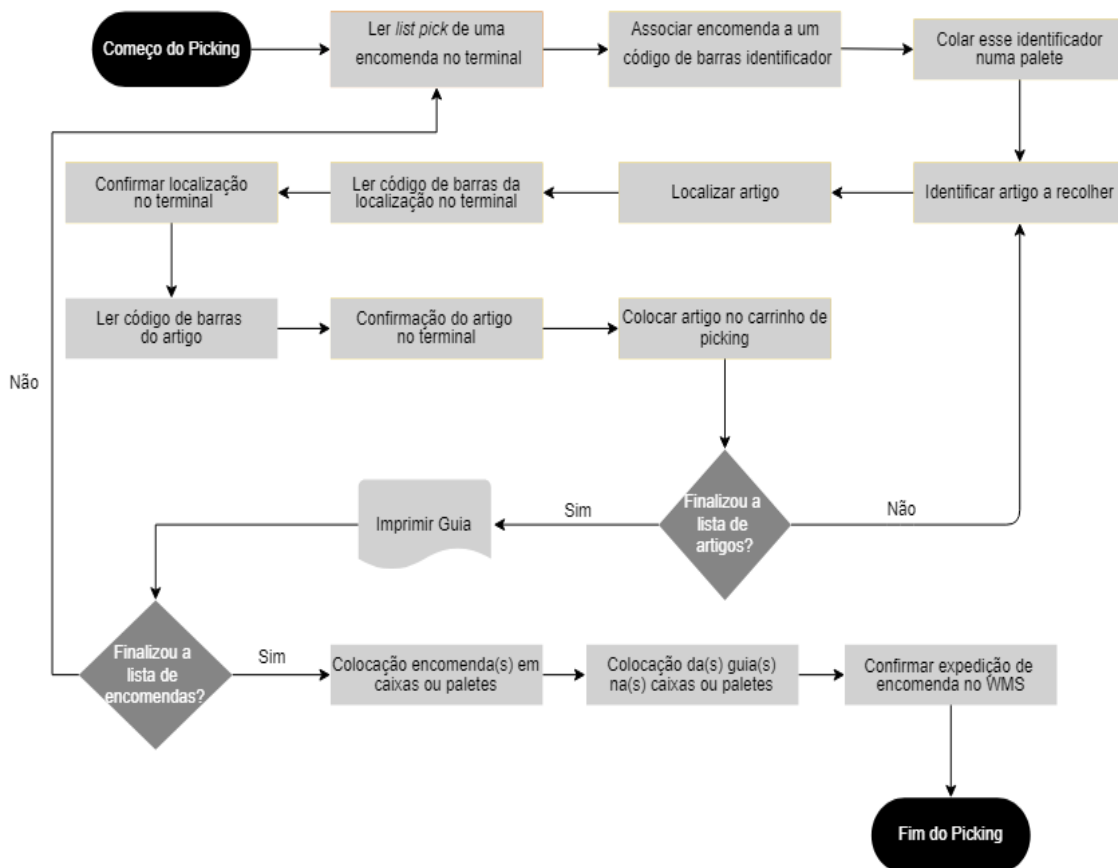 Começo do Picking
Ler list pick de uma
encomenda no terminal
Associar encomenda a um
código de barras identificador
Colar esse identificador
numa palete
Identificar artigo a recolher
Localizar artigo
Ler código de barras da
localização no terminal
Confirmar localização
no terminal
Ler código de barras
do artigo
Confirmação do artigo
no terminal
Colocar artigo no carrinho de
picking
Finalizou a
lista de
artigos?
Não
Sim
Imprimir Guia
Finalizou a
lista de
encomendas?
Não
Sim
Colocação encomenda(s) em
caixas ou paletes
Colocação da(s) guia(s)
na(s) caixas ou paletes
Confirmar expedição de
encomenda no WMS
Fim do Picking